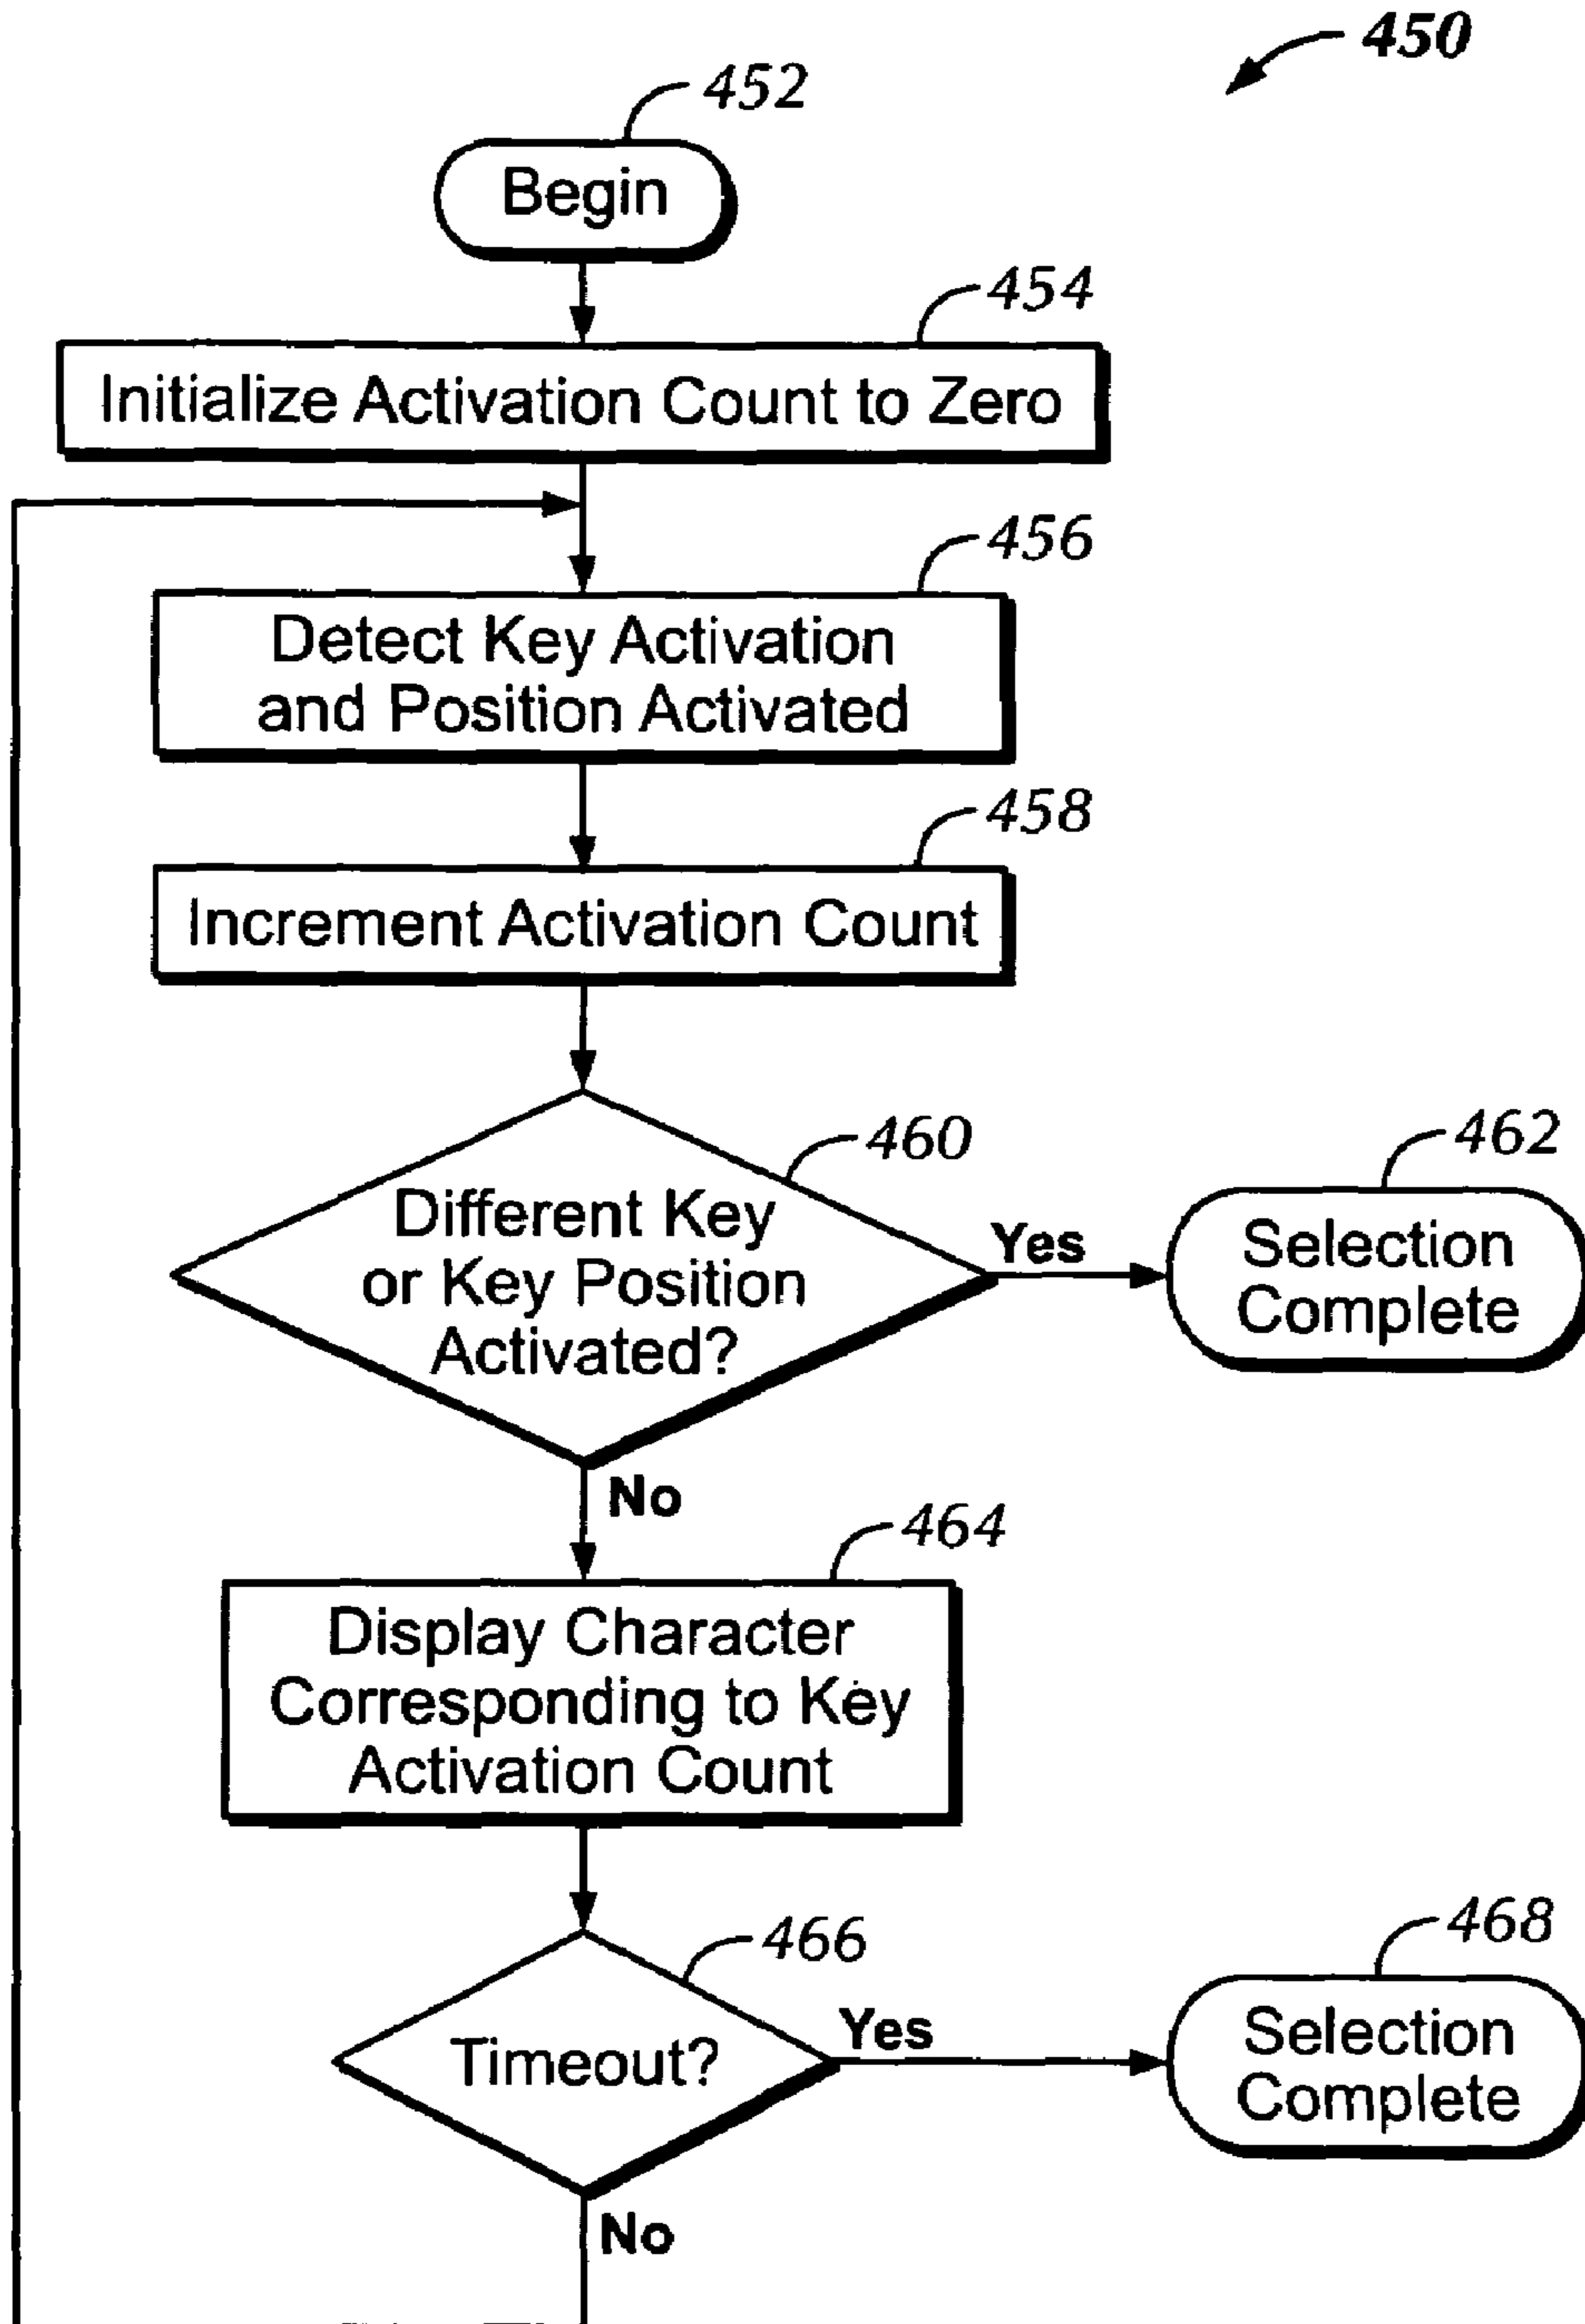 450
452
Begin
454
Initialize Activation Count to Zero
456
Detect Key Activation
and Position Activated
458
Increment Activation Count
460
Different Key
or Key Position
Activated?
Yes
462
Selection
Complete
No
464
Display Character
Corresponding to Key
Activation Count
466
Timeout?
Yes
468
Selection
Complete
No